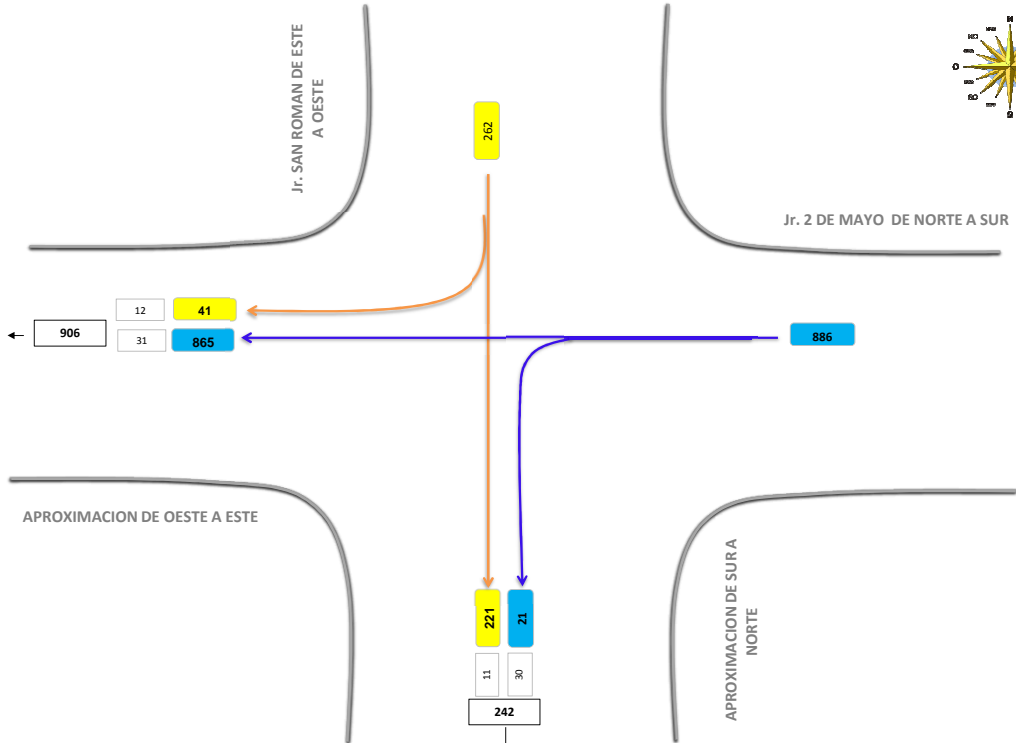 Jr. SAN ROMAN DE ESTE
A OESTE
262
N
O
Jr. 2 DE MAYO DE NORTE A SUR
12
41
906
31
865
886
APROXIMACION DE OESTE A ESTE
APROXIMACION DE SUR A
NORTE
221
21
11
30
242